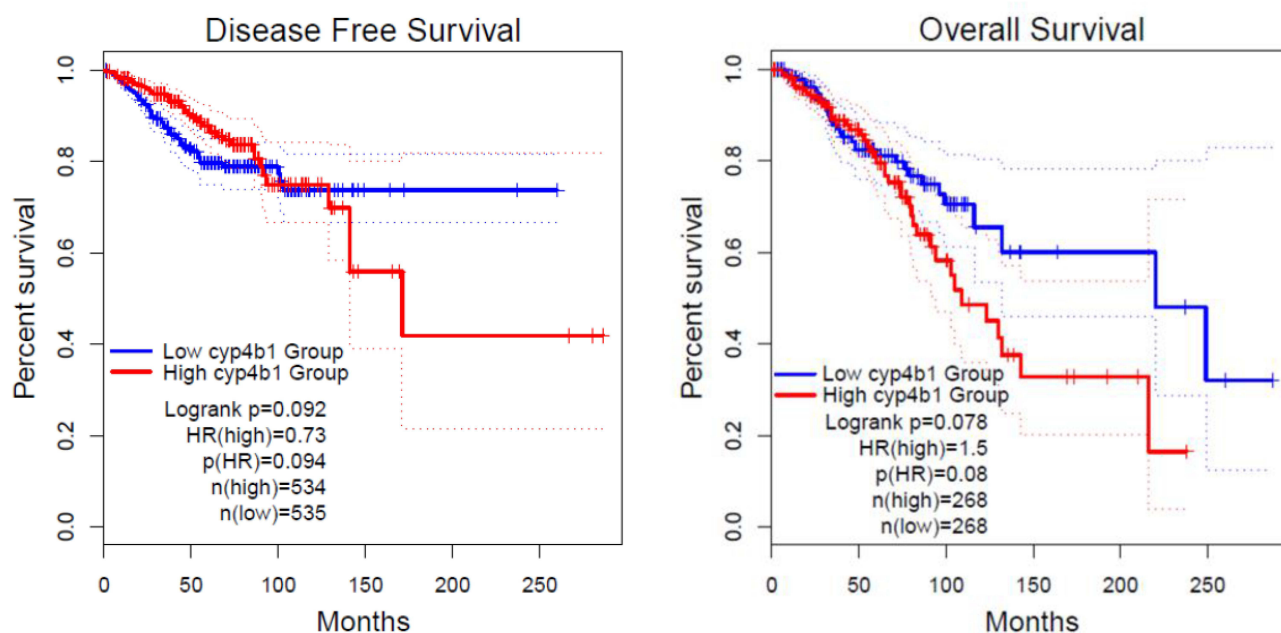 Disease Free Survival
Percent survival
1.0
0.8
0.6
0.4
0.2
0.0
Low cyp4b1 Group
High cyp4b1 Group
Logrank p=0.092
HR(high)=0.73
p(HR)=0.094
n(high)=534
n(low)=535
0 50 100 150 200 250
Months
Overall Survival
Percent survival
1.0
0.8
0.6
0.4
0.2
0.0
Low cyp4b1 Group
High cyp4b1 Group
Logrank p=0.078
HR(high)=1.5
p(HR)=0.08
n(high)=268
n(low)=268
0 50 100 150 200 250
Months